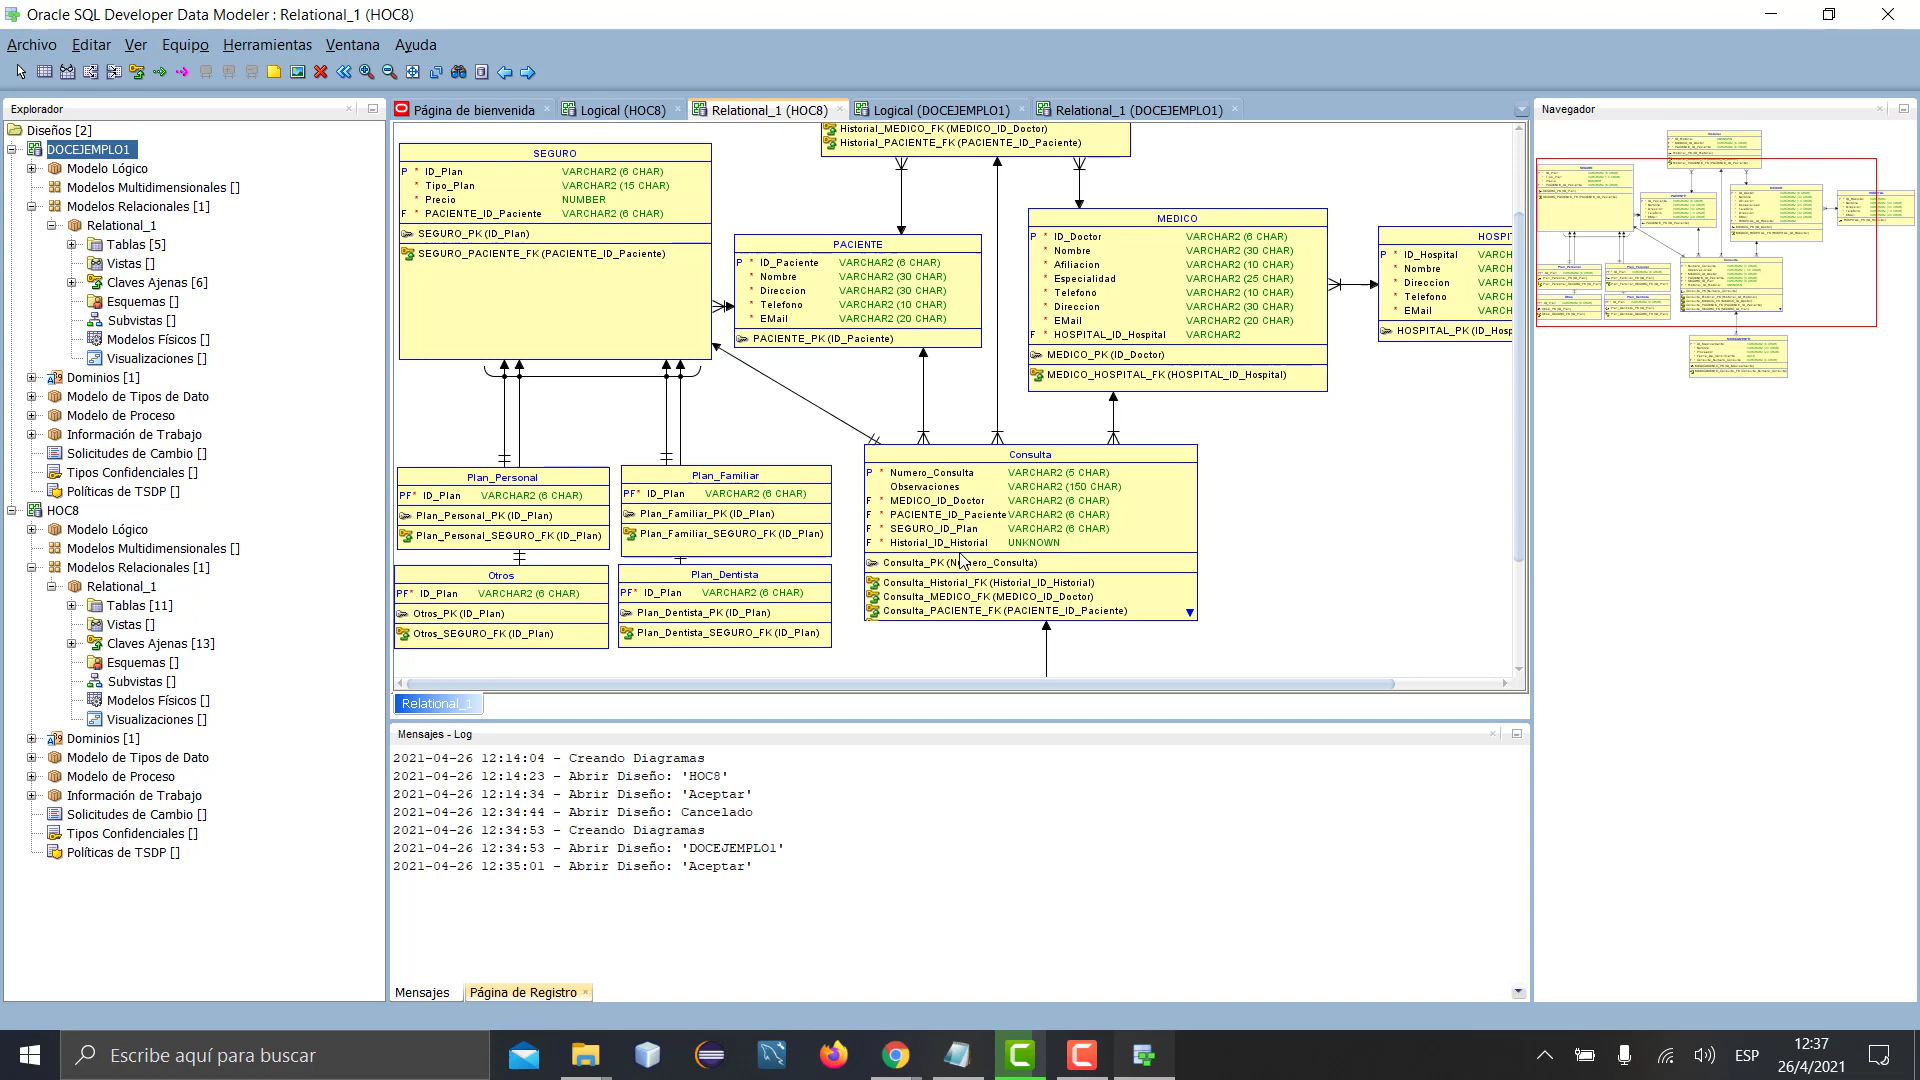 Oracle SQL Developer Data Modeler : Relational_1 (HOC8)
Archivo Editar Ver Equipo Herramientas Ventana Ayuda
Explorador
Diseños [2]
DOCEJEMPLO1
Modelo Lógico
Modelos Multidimensionales []
Modelos Relacionales [1]
Relational_1
Tablas [5]
Vistas []
Claves Ajenas [6]
Esquemas []
Subvistas []
Modelos Físicos []
Visualizaciones []
Dominios [1]
Modelo de Tipos de Dato
Modelo de Proceso
Información de Trabajo
Solicitudes de Cambio []
Tipos Confidenciales []
Políticas de TSDP []
HOC8
Modelo Lógico
Modelos Multidimensionales []
Modelos Relacionales [1]
Relational_1
Tablas [11]
Vistas []
Claves Ajenas [13]
Esquemas []
Subvistas []
Modelos Físicos []
Visualizaciones []
Dominios [1]
Modelo de Tipos de Dato
Modelo de Proceso
Información de Trabajo
Solicitudes de Cambio []
Tipos Confidenciales []
Políticas de TSDP []
Página de bienvenida
Logical (HOC8)
Relational_1 (HOC8)
Logical (DOCEJEMPLO1)
Relational_1 (DOCEJEMPLO1)
Historial_MEDICO_FK (MEDICO_ID_Doctor)
Historial_PACIENTE_FK (PACIENTE_ID_Paciente)
SEGURO
P * ID_Plan VARCHAR2 (6 CHAR)
* Tipo_Plan VARCHAR2 (15 CHAR)
* Precio NUMBER
F * PACIENTE_ID_Paciente VARCHAR2 (6 CHAR)
SEGURO_PK (ID_Plan)
SEGURO_PACIENTE_FK (PACIENTE_ID_Paciente)
PACIENTE
P * ID_Paciente VARCHAR2 (6 CHAR)
* Nombre VARCHAR2 (30 CHAR)
* Direccion VARCHAR2 (30 CHAR)
* Telefono VARCHAR2 (10 CHAR)
* EMail VARCHAR2 (20 CHAR)
PACIENTE_PK (ID_Paciente)
MEDICO
P * ID_Doctor VARCHAR2 (6 CHAR)
* Nombre VARCHAR2 (30 CHAR)
* Afiliacion VARCHAR2 (10 CHAR)
* Especialidad VARCHAR2 (25 CHAR)
* Telefono VARCHAR2 (10 CHAR)
* Direccion VARCHAR2 (30 CHAR)
* EMail VARCHAR2 (20 CHAR)
F * HOSPITAL_ID_Hospital VARCHAR2
MEDICO_PK (ID_Doctor)
MEDICO_HOSPITAL_FK (HOSPITAL_ID_Hospital)
HOSPIT
P * ID_Hospital VARCH
* Nombre VARCH
* Direccion VARCH
* Telefono VARCH
* EMail VARCH
HOSPITAL_PK (ID_Hosp
Plan_Personal
PF* ID_Plan VARCHAR2 (6 CHAR)
Plan_Personal_PK (ID_Plan)
Plan_Personal_SEGURO_FK (ID_Plan)
Plan_Familiar
PF* ID_Plan VARCHAR2 (6 CHAR)
Plan_Familiar_PK (ID_Plan)
Plan_Familiar_SEGURO_FK (ID_Plan)
Otros
PF* ID_Plan VARCHAR2 (6 CHAR)
Otros_PK (ID_Plan)
Otros_SEGURO_FK (ID_Plan)
Plan_Dentista
PF* ID_Plan VARCHAR2 (6 CHAR)
Plan_Dentista_PK (ID_Plan)
Plan_Dentista_SEGURO_FK (ID_Plan)
Consulta
P * Numero_Consulta VARCHAR2 (5 CHAR)
Observaciones VARCHAR2 (150 CHAR)
F * MEDICO_ID_Doctor VARCHAR2 (6 CHAR)
F * PACIENTE_ID_Paciente VARCHAR2 (6 CHAR)
F * SEGURO_ID_Plan VARCHAR2 (6 CHAR)
F * Historial_ID_Historial UNKNOWN
Consulta_PK (Numero_Consulta)
Consulta_Historial_FK (Historial_ID_Historial)
Consulta_MEDICO_FK (MEDICO_ID_Doctor)
Consulta_PACIENTE_FK (PACIENTE_ID_Paciente)
Relational_1
Mensajes - Log
2021-04-26 12:14:04 - Creando Diagramas
2021-04-26 12:14:23 - Abrir Diseño: 'HOC8'
2021-04-26 12:14:34 - Abrir Diseño: 'Aceptar'
2021-04-26 12:34:44 - Abrir Diseño: Cancelado
2021-04-26 12:34:53 - Creando Diagramas
2021-04-26 12:34:53 - Abrir Diseño: 'DOCEJEMPLO1'
2021-04-26 12:35:01 - Abrir Diseño: 'Aceptar'
Mensajes
Página de Registro
Navegador
Escribe aquí para buscar
ESP
12:37
26/4/2021